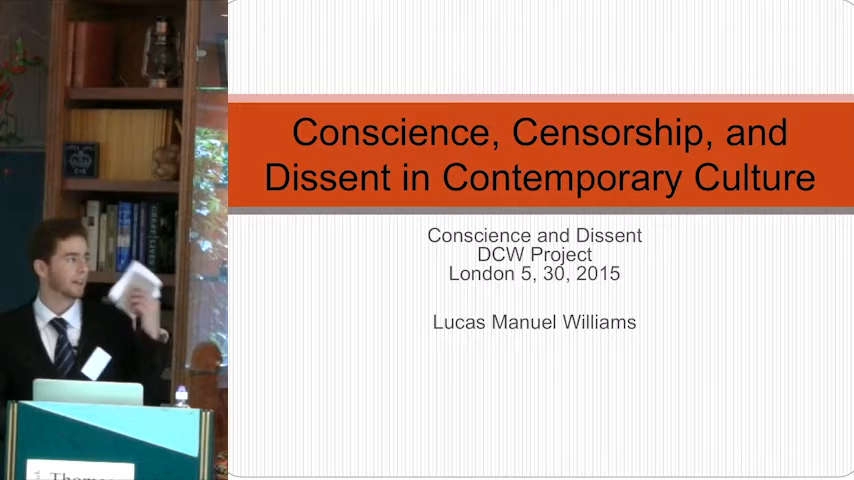 Conscience, Censorship, and
Dissent in Contemporary Culture
Conscience and Dissent
DCW Project
London 5, 30, 2015
Lucas Manuel Williams